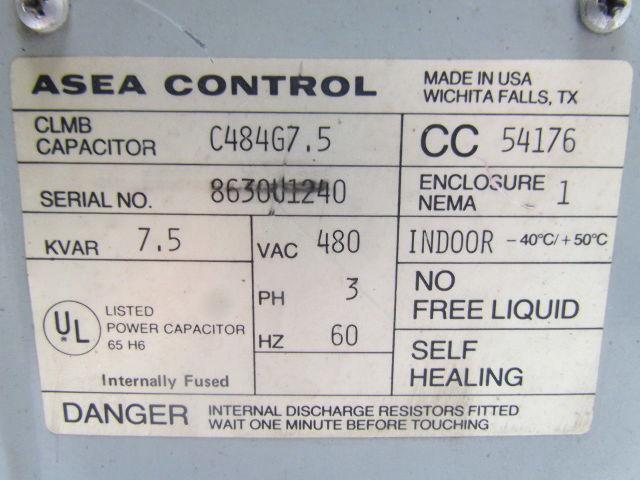 ASEA CONTROL
MADE IN USA
WICHITA FALLS, TX
CLMB
CAPACITOR C484G7.5
CC 54176
SERIAL NO. 8630U1240
ENCLOSURE
NEMA 1
KVAR 7.5
VAC 480
INDOOR -40°C/+50°C
PH 3
NO
FREE LIQUID
UL
LISTED
POWER CAPACITOR
65 H6
HZ 60
SELF
HEALING
Internally Fused
DANGER INTERNAL DISCHARGE RESISTORS FITTED
WAIT ONE MINUTE BEFORE TOUCHING